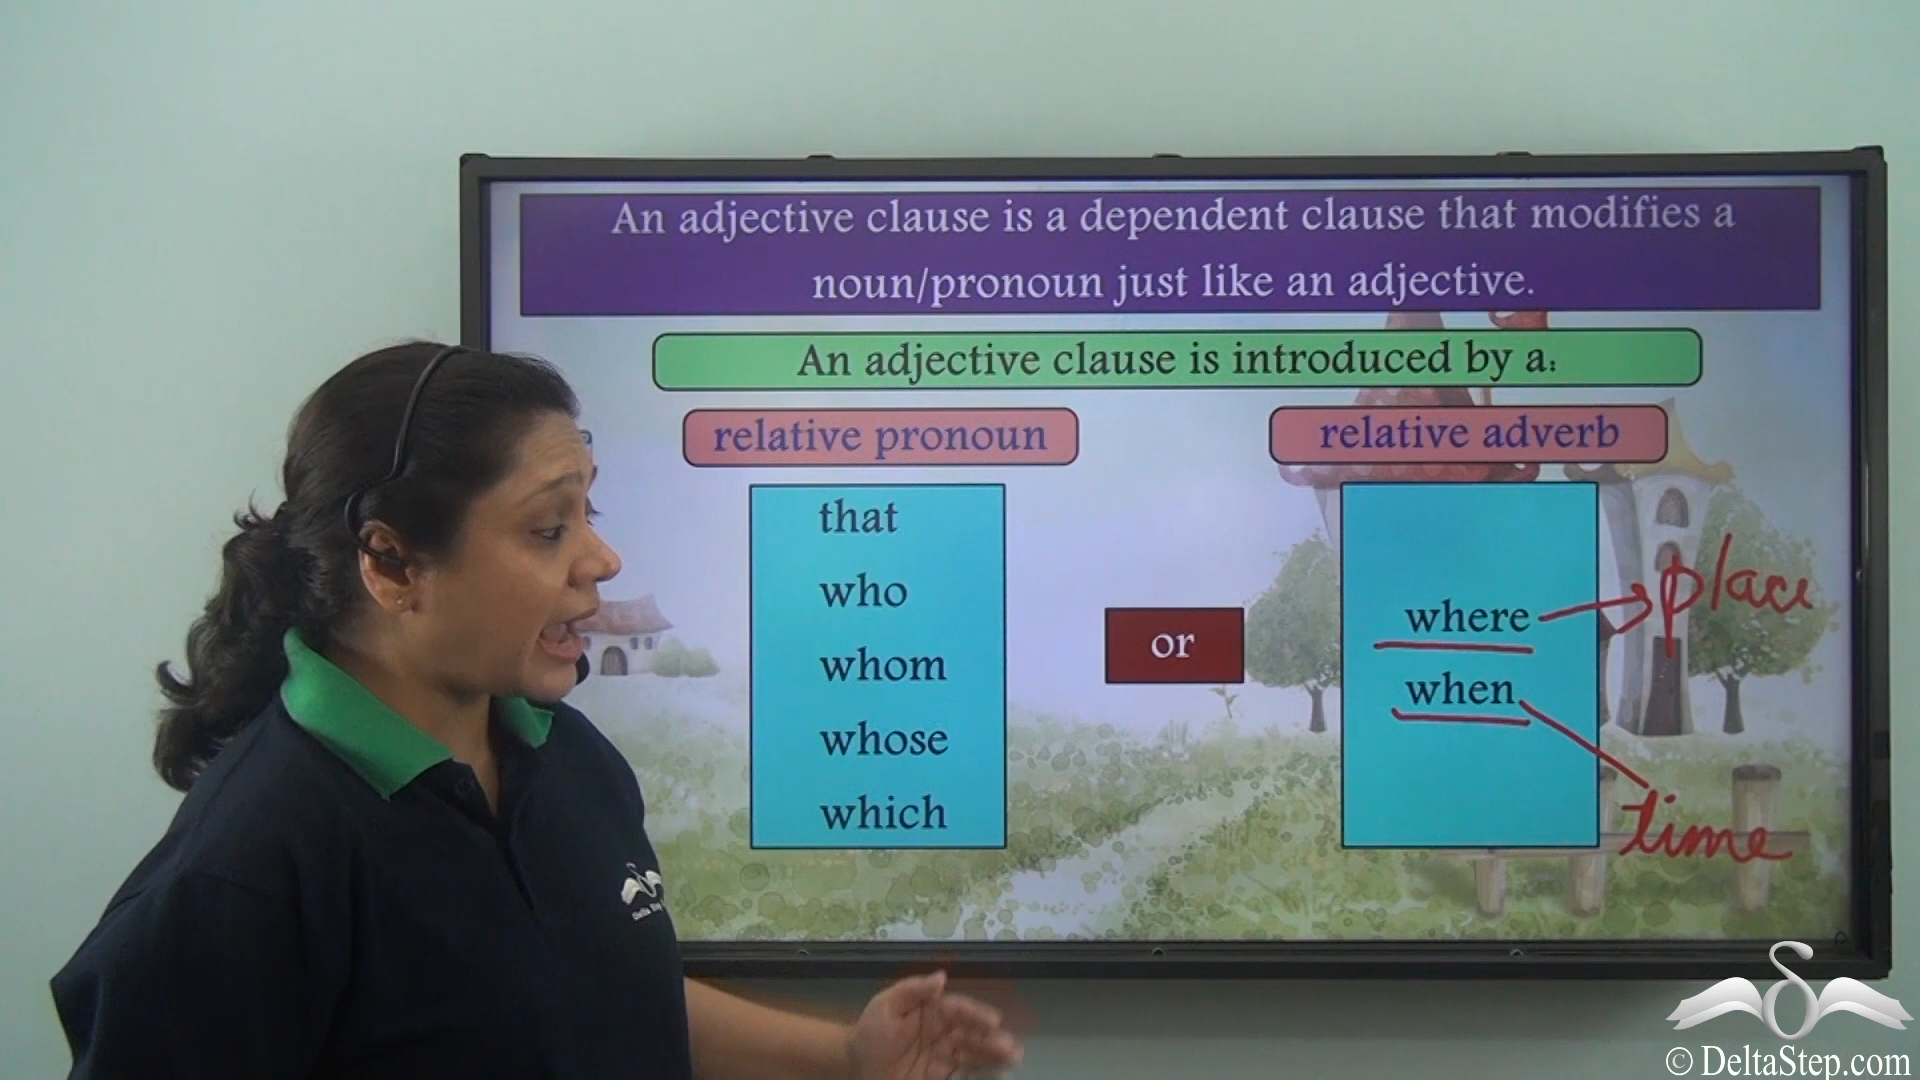 An adjective clause is a dependent clause that modifies a
noun/pronoun just like an adjective.
An adjective clause is introduced by a:
relative pronoun
relative adverb
that
who
whom
whose
which
or
where
when
place
time
© DeltaStep.com